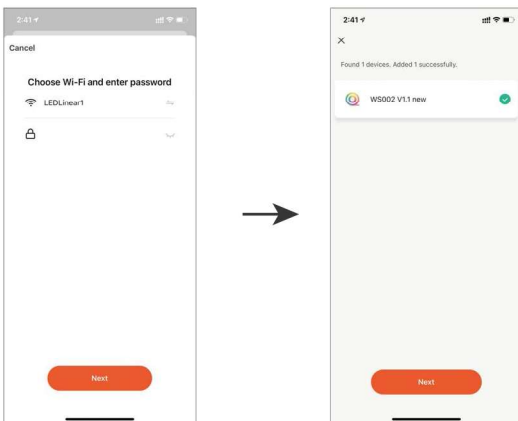 2:41
Cancel
Choose Wi-Fi and enter password
LEDLinear1
Next
2:41
Found 1 devices. Added 1 successfully.
WS002 V1.1 new
Next